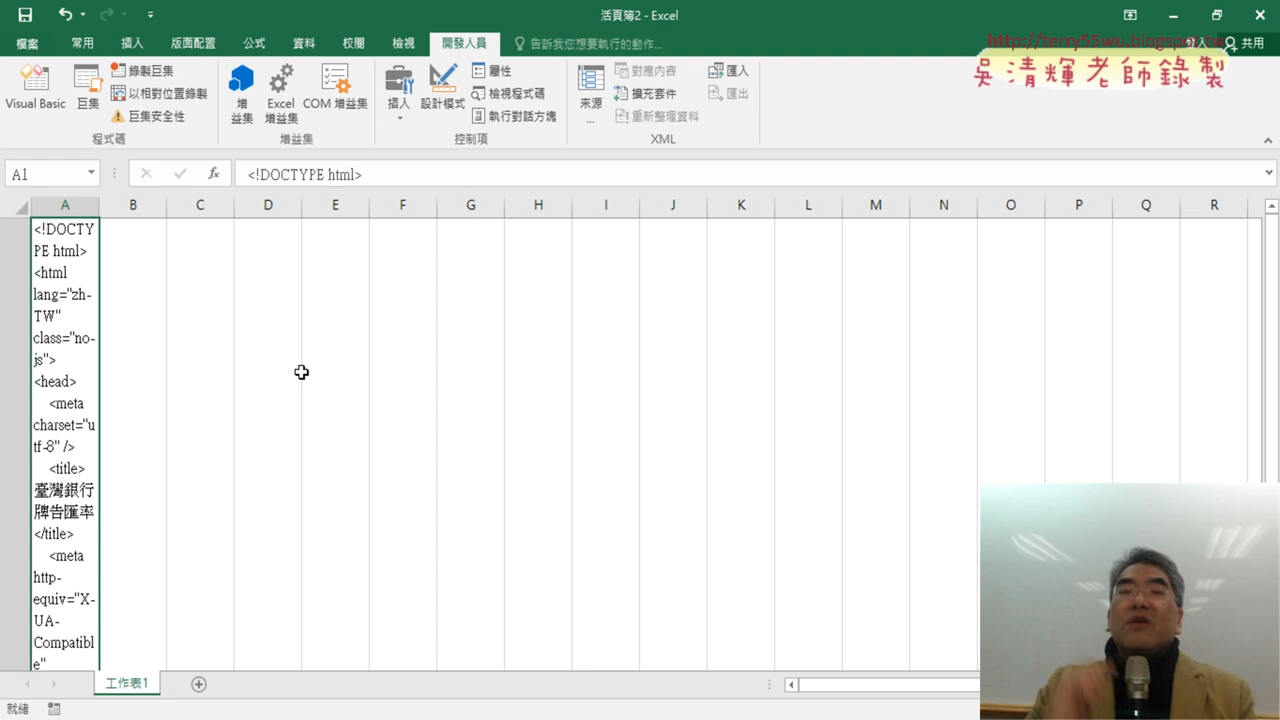 活頁簿2 - Excel
檔案 常用 插入 版面配置 公式 資料 校閱 檢視 開發人員 告訴我您想要執行的動作... 登入 共用
http://terry55wu.blogspot.tw
吳清輝老師錄製
Visual Basic 巨集 錄製巨集 以相對位置錄製 巨集安全性
增益集 Excel 增益集 COM 增益集
插入 設計模式 屬性 檢視程式碼 執行對話方塊
來源... 對應內容 擴充套件 重新整理資料 匯入 匯出
程式碼 增益集 控制項 XML
A1 fx <!DOCTYPE html>
A B C D E F G H I J K L M N O P Q R
<!DOCTY
PE html>
<html
lang="zh-
TW"
class="no-
js">
<head>
<meta
charset="u
tf-8" />
<title>
臺灣銀行
牌告匯率
</title>
<meta
http-
equiv="X-
UA-
Compatibl
e"
工作表1
就緒